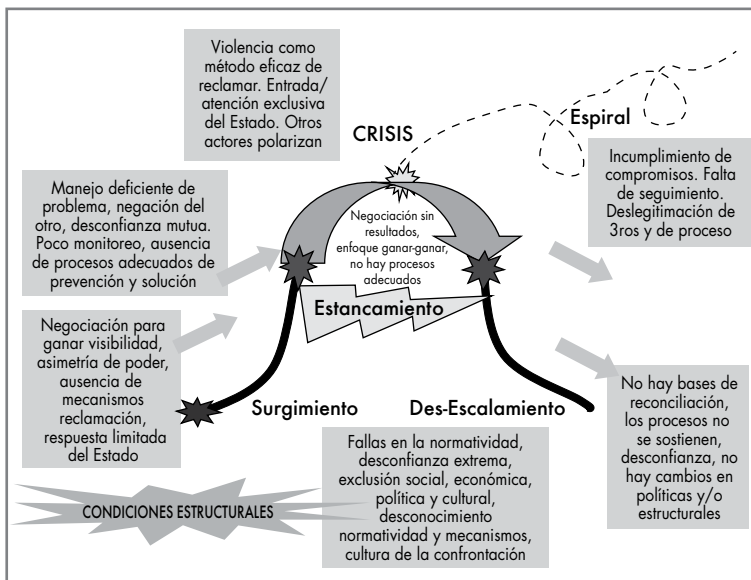 Violencia como
método eficaz de
reclamar. Entrada/
atención exclusiva
del Estado. Otros
actores polarizan
CRISIS
Espiral
Incumplimiento de
compromisos. Falta
de seguimiento.
Deslegitimación de
3ros y de proceso
Manejo deficiente de
problema, negación del
otro, desconfianza mutua.
Poco monitoreo, ausencia
de procesos adecuados de
prevención y solución
Negociación sin
resultados,
enfoque ganar-ganar,
no hay procesos
adecuados
Estancamiento
Negociación para
ganar visibilidad,
asimetría de poder,
ausencia de
mecanismos
reclamación,
respuesta limitada
del Estado
Surgimiento
Des-Escalamiento
No hay bases de
reconciliación,
los procesos no
se sostienen,
desconfianza, no
hay cambios en
políticas y/o
estructurales
Fallas en la normatividad,
desconfianza extrema,
exclusión social, económica,
política y cultural,
desconocimiento
normatividad y mecanismos,
cultura de la confrontación
CONDICIONES ESTRUCTURALES